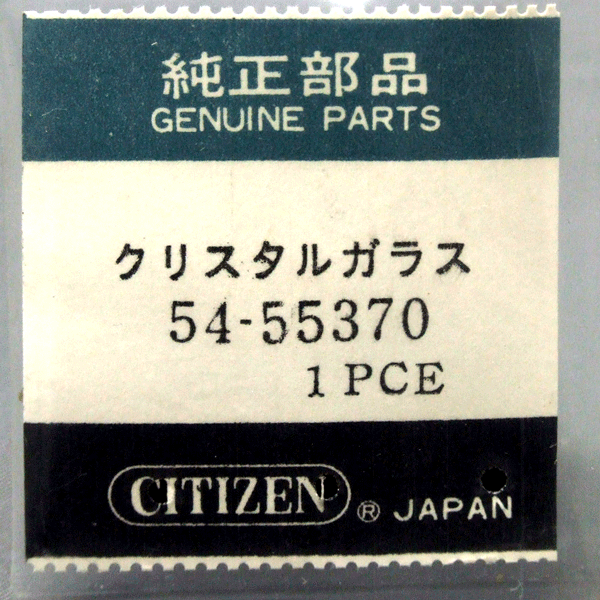 純正部品
GENUINE PARTS
クリスタルガラス
54-55370
1 PCE
CITIZEN ® JAPAN